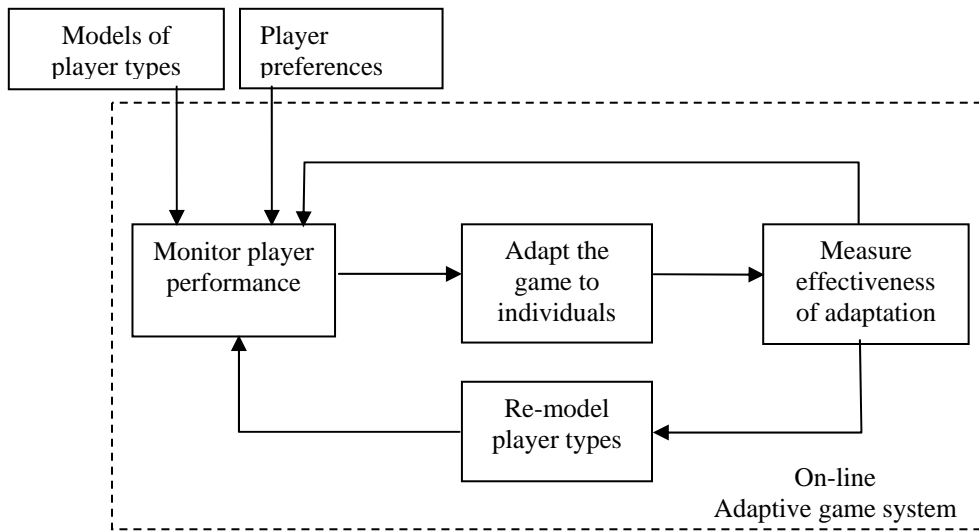 Models of
player types
Player
preferences
Monitor player
performance
Adapt the
game to
individuals
Measure
effectiveness
of adaptation
Re-model
player types
On-line
Adaptive game system